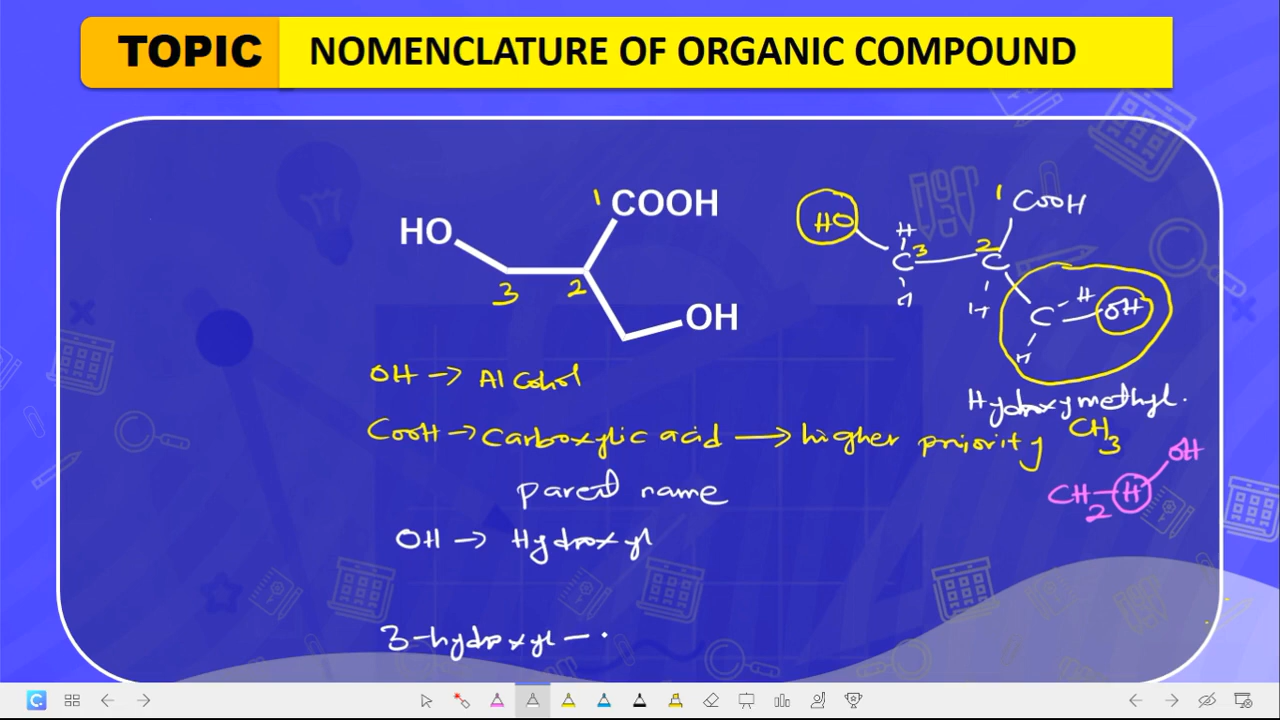 TOPIC NOMENCLATURE OF ORGANIC COMPOUND
1 COOH
HO
3 2
OH
1 COOH
HO H
C 3 2 C
H H
C H OH
H
Hydroxymethyl.
CH3
OH
CH2 H
OH → Alcohol
COOH → Carboxylic acid → higher priority
parent name
OH → Hydroxyl
3-hydroxyl -